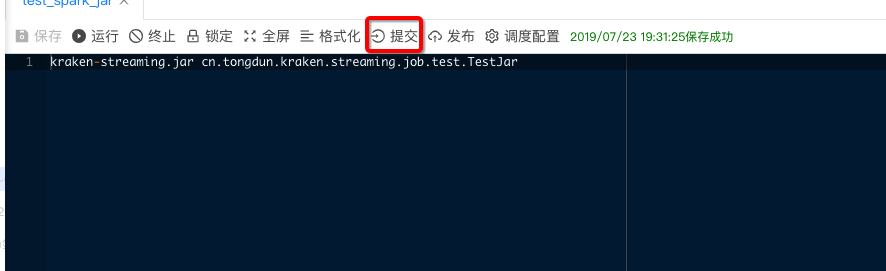 test_spark_jar
保存 运行 终止 锁定 全屏 格式化 提交 发布 调度配置 2019/07/23 19:31:25保存成功
1 kraken-streaming.jar cn.tongdun.kraken.streaming.job.test.TestJar